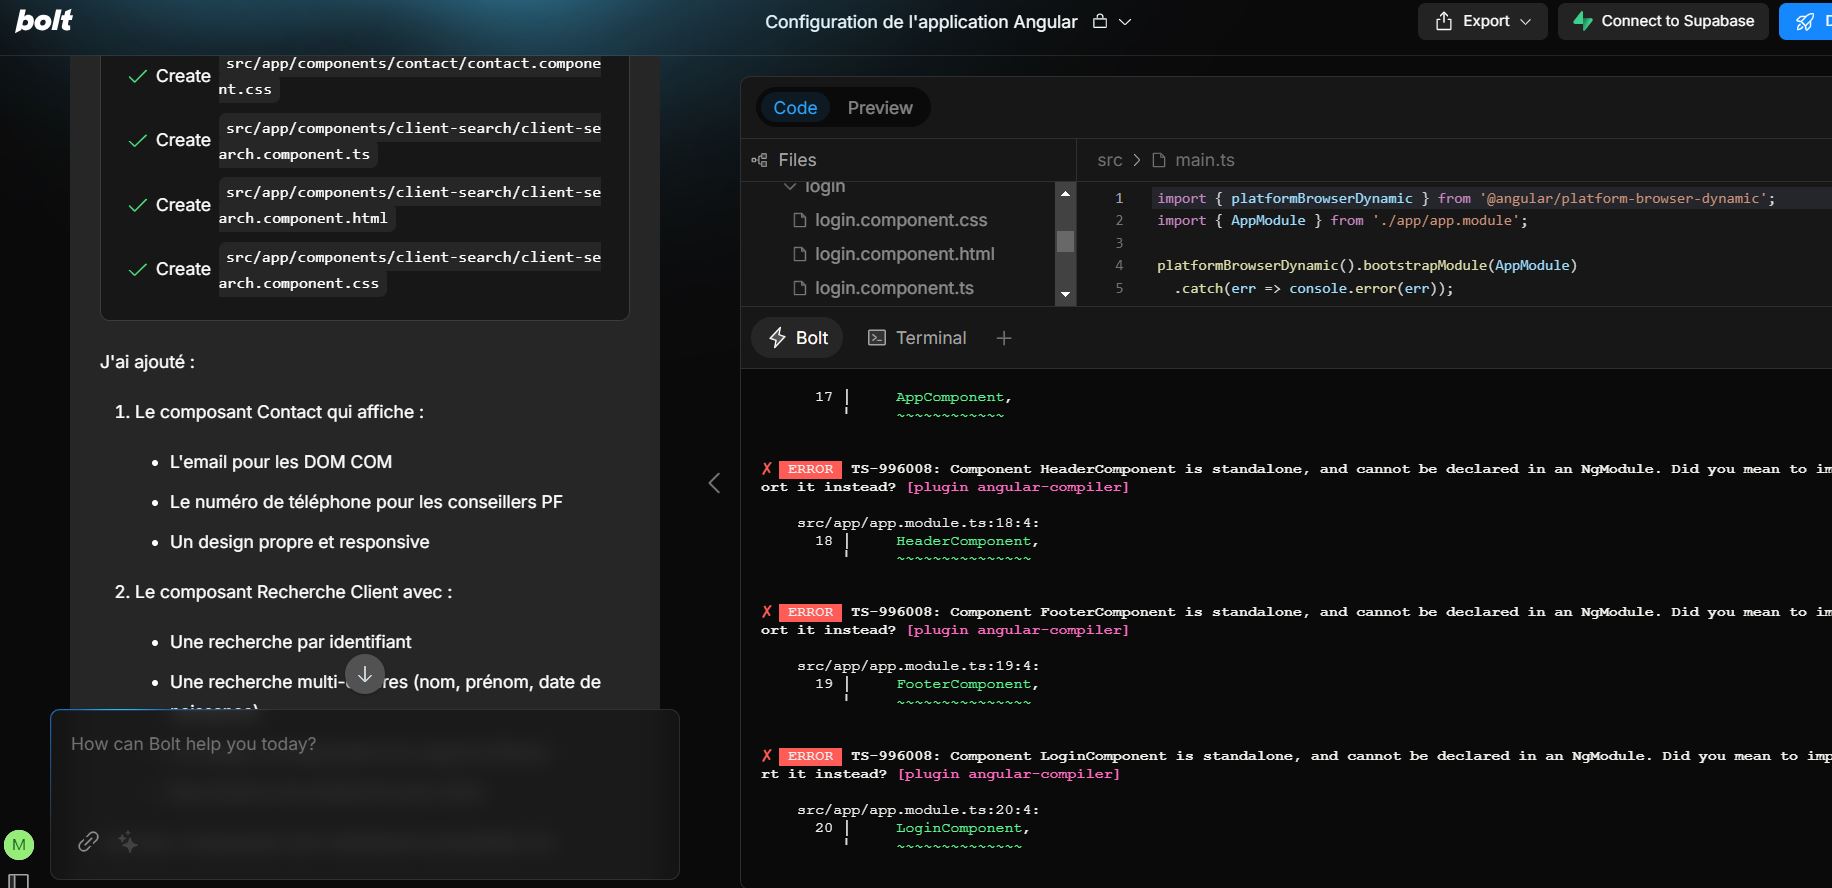 bolt
Configuration de l'application Angular
Export
Connect to Supabase
Create src/app/components/contact/contact.compone
nt.css
Create src/app/components/client-search/client-se
arch.component.ts
Create src/app/components/client-search/client-se
arch.component.html
Create src/app/components/client-search/client-se
arch.component.css
J'ai ajouté :
1. Le composant Contact qui affiche :
• L'email pour les DOM COM
• Le numéro de téléphone pour les conseillers PF
• Un design propre et responsive
2. Le composant Recherche Client avec :
• Une recherche par identifiant
• Une recherche multi- res (nom, prénom, date de
How can Bolt help you today?
M
Code Preview
Files
login
login.component.css
login.component.html
login.component.ts
src > main.ts
1 import { platformBrowserDynamic } from '@angular/platform-browser-dynamic';
2 import { AppModule } from './app/app.module';
3
4 platformBrowserDynamic().bootstrapModule(AppModule)
5 .catch(err => console.error(err));
Bolt Terminal +
17 | AppComponent,
~~~~~~~~~~~~
✗ ERROR TS-996008: Component HeaderComponent is standalone, and cannot be declared in an NgModule. Did you mean to im
ort it instead? [plugin angular-compiler]
src/app/app.module.ts:18:4:
18 | HeaderComponent,
~~~~~~~~~~~~~~~
✗ ERROR TS-996008: Component FooterComponent is standalone, and cannot be declared in an NgModule. Did you mean to im
ort it instead? [plugin angular-compiler]
src/app/app.module.ts:19:4:
19 | FooterComponent,
~~~~~~~~~~~~~~~
✗ ERROR TS-996008: Component LoginComponent is standalone, and cannot be declared in an NgModule. Did you mean to imp
rt it instead? [plugin angular-compiler]
src/app/app.module.ts:20:4:
20 | LoginComponent,
~~~~~~~~~~~~~~